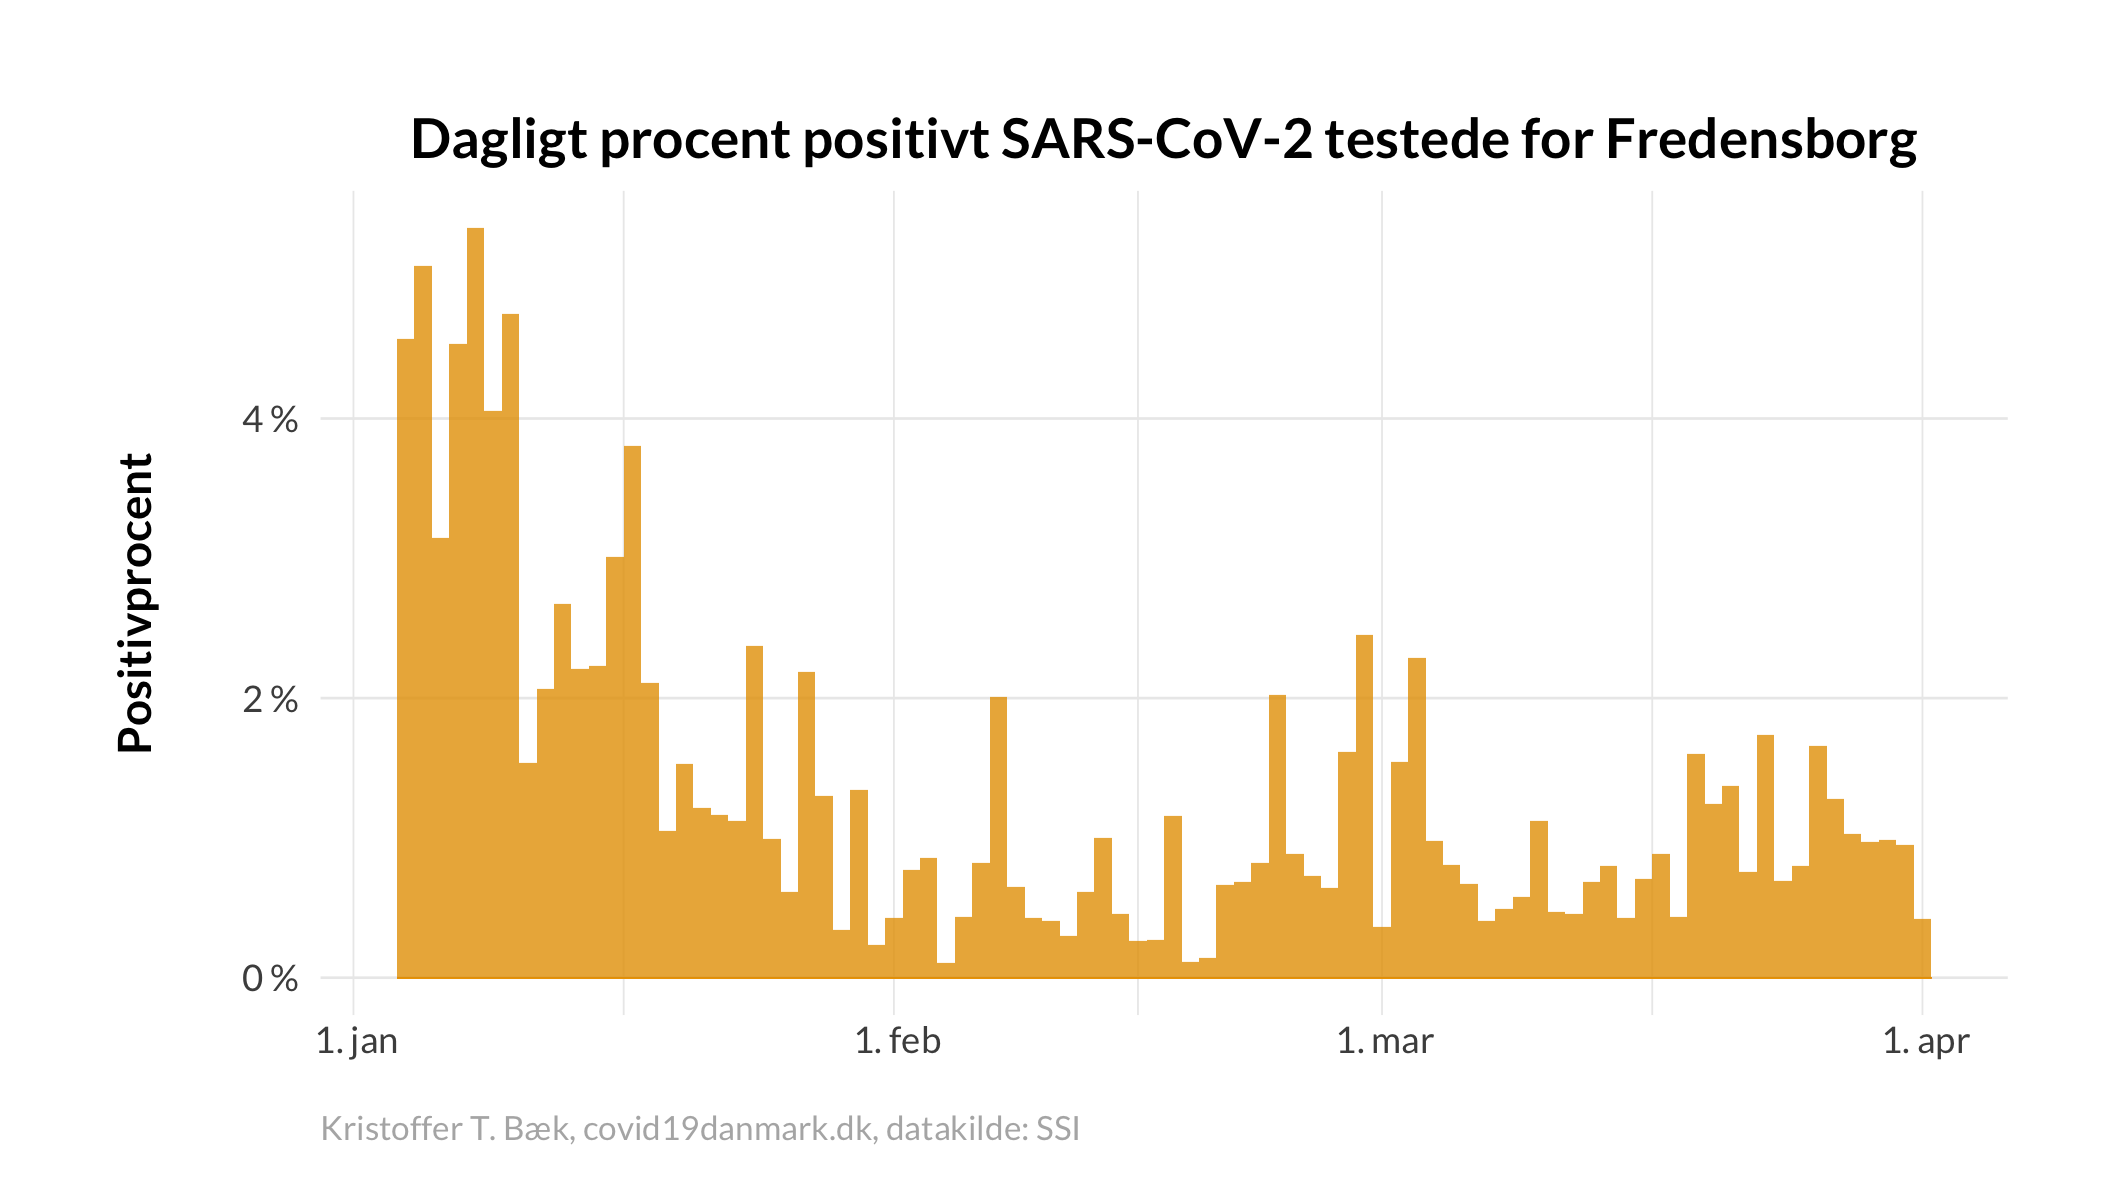 Dagligt procent positivt SARS-CoV-2 testede for Fredensborg
Positivprocent
4 %
2 %
0 %
1. jan
1. feb
1. mar
1. apr
Kristoffer T. Bæk, covid19danmark.dk, datakilde: SSI